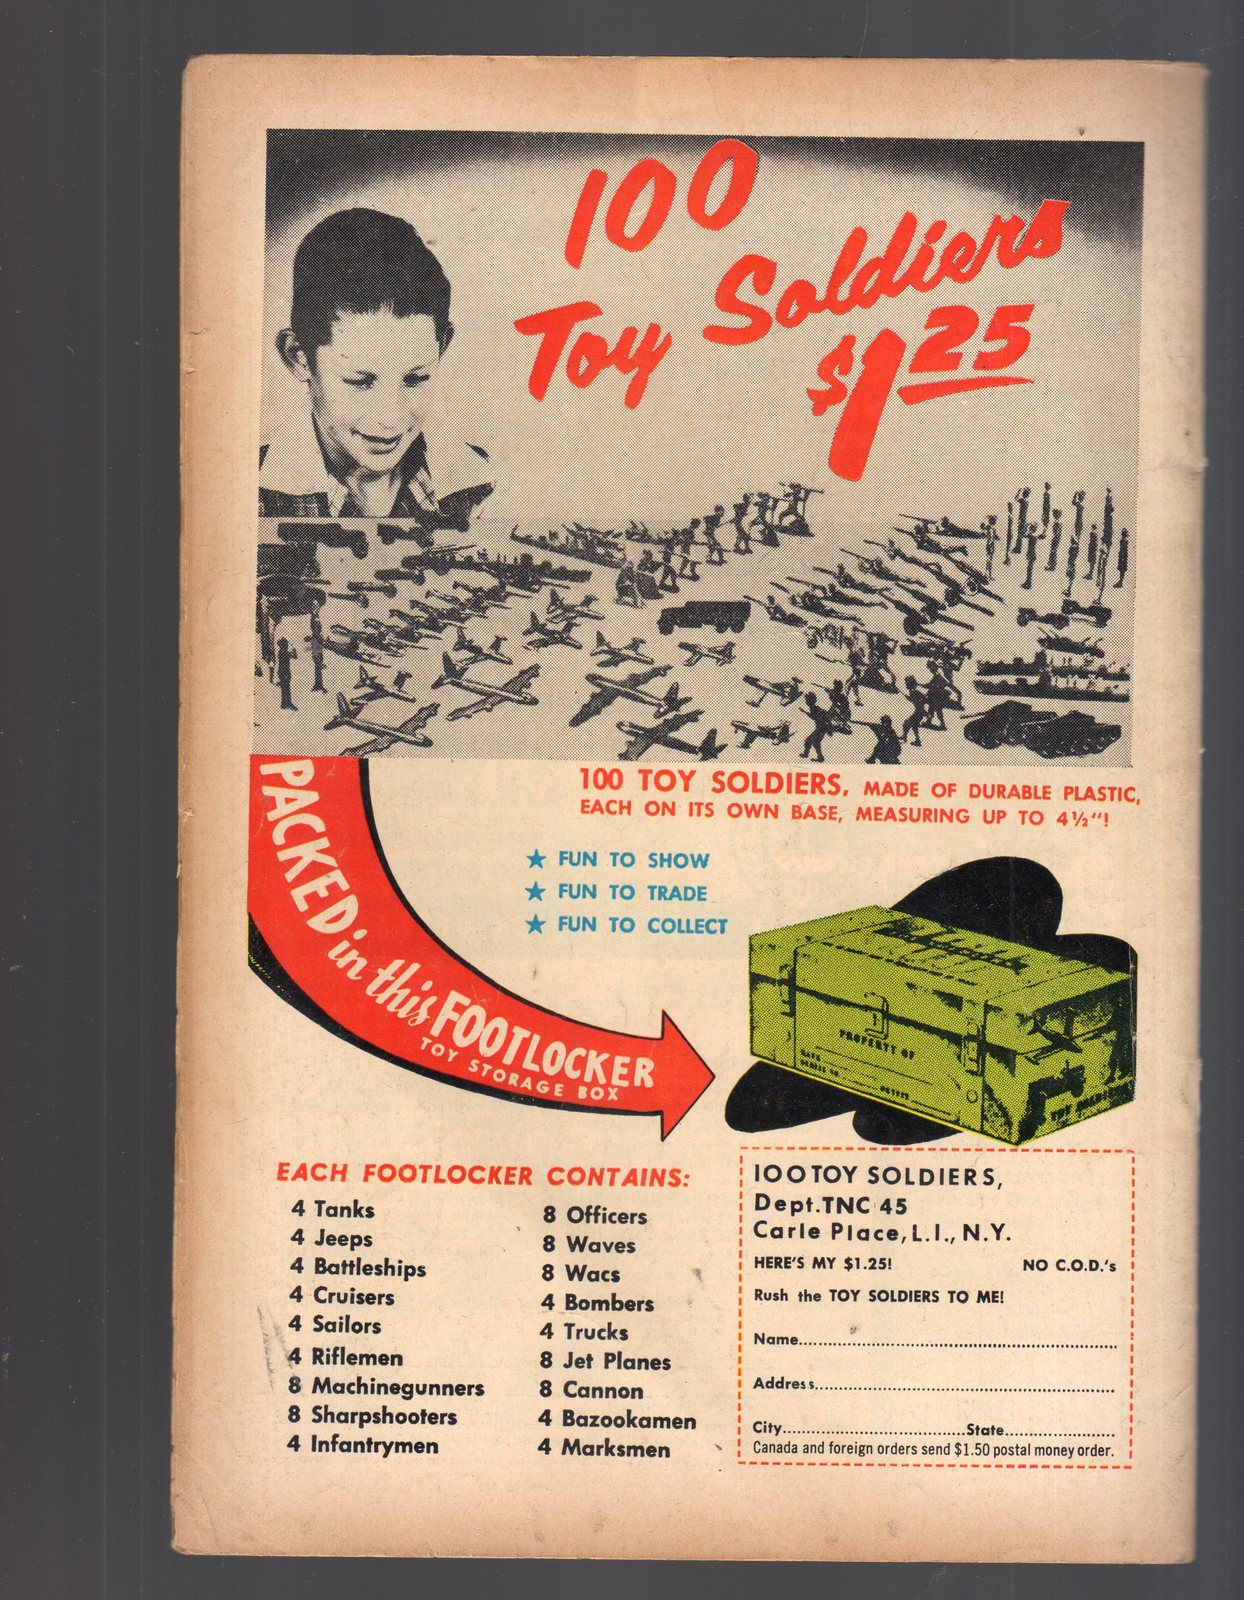 100
Toy Soldiers
$1 25
100 TOY SOLDIERS, MADE OF DURABLE PLASTIC,
EACH ON ITS OWN BASE, MEASURING UP TO 4½"!
PACKED in this FOOTLOCKER
TOY STORAGE BOX
★ FUN TO SHOW
★ FUN TO TRADE
★ FUN TO COLLECT
PROPERTY OF
EACH FOOTLOCKER CONTAINS:
4 Tanks
4 Jeeps
4 Battleships
4 Cruisers
4 Sailors
4 Riflemen
8 Machinegunners
8 Sharpshooters
4 Infantrymen
8 Officers
8 Waves
8 Wacs
4 Bombers
4 Trucks
8 Jet Planes
8 Cannon
4 Bazookamen
4 Marksmen
100 TOY SOLDIERS,
Dept.TNC 45
Carle Place, L.I., N.Y.
HERE'S MY $1.25! NO C.O.D.'s
Rush the TOY SOLDIERS TO ME!
Name
Address
City State
Canada and foreign orders send $1.50 postal money order.